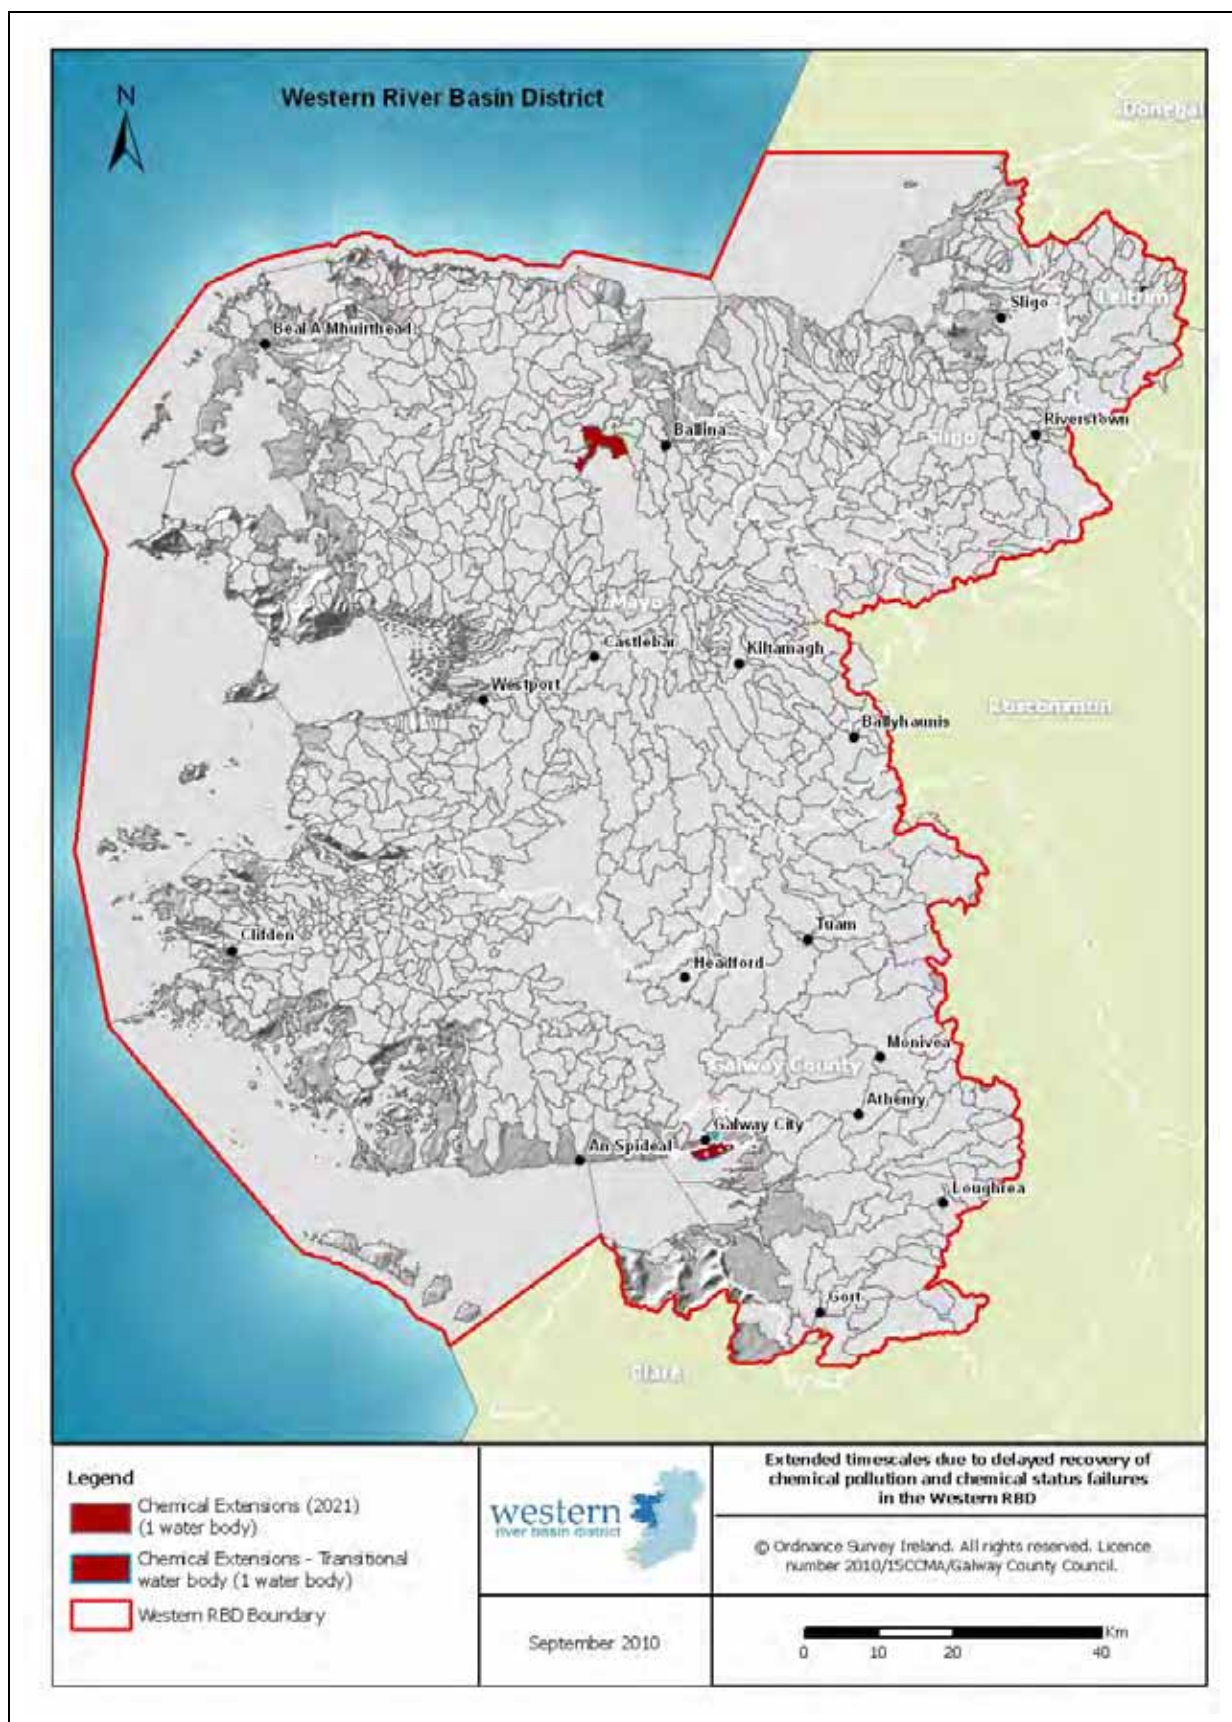 Western River Basin District
N
Donegal
Leitrim
Sligo
Beal A Mhuirthead
Riverstown
Ballina
Sligo
Mayo
Castlebar
Kiltamagh
Westport
Roscommon
Ballyhaunis
Clifden
Tuam
Headford
Monivea
Galway County
Athenry
Galway City
An Spideal
Loughrea
Gort
Clare
Legend
Chemical Extensions (2021)
(1 water body)
Chemical Extensions - Transitional
water body (1 water body)
Western RBD Boundary
western
river basin district
September 2010
Extended timescales due to delayed recovery of
chemical pollution and chemical status failures
in the Western RBD
© Ordnance Survey Ireland. All rights reserved. Licence
number 2010/15CCMA/Galway County Council.
Km
0 10 20 40